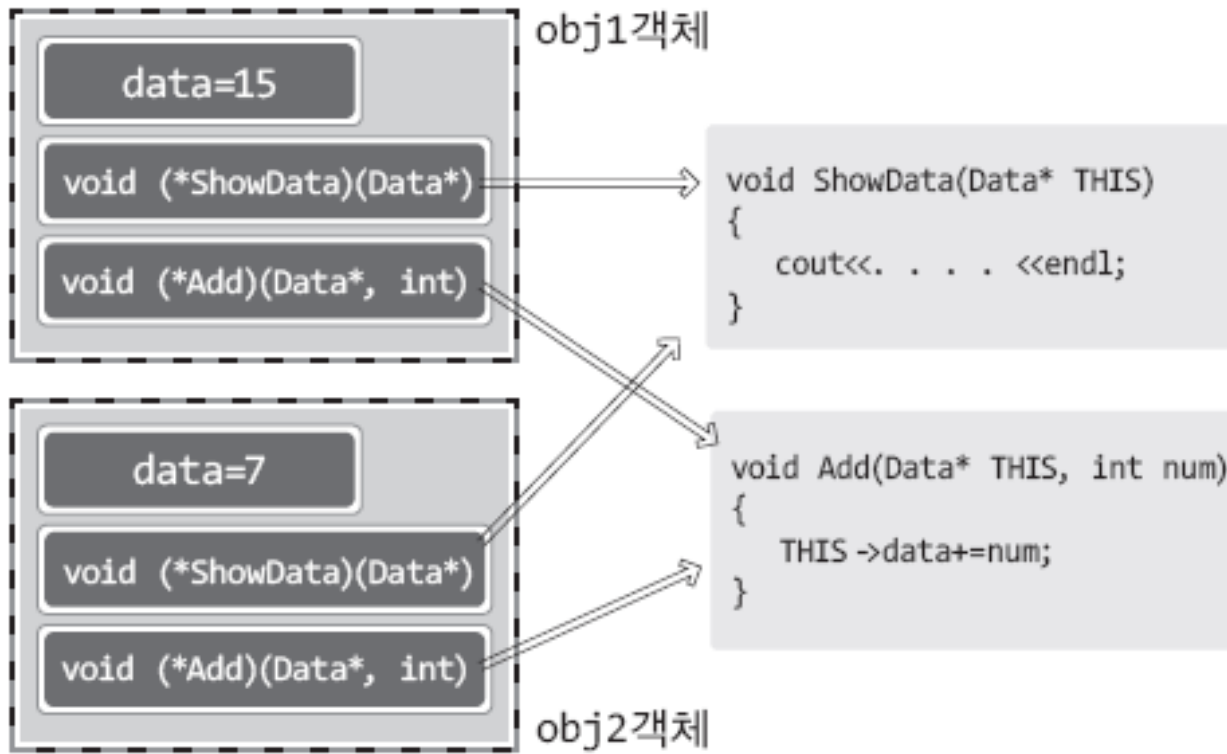 obj1객체
data=15
void (*ShowData)(Data*)
void (*Add)(Data*, int)
void ShowData(Data* THIS)
{
cout<<. . . . <<endl;
}
data=7
void (*ShowData)(Data*)
void (*Add)(Data*, int)
obj2객체
void Add(Data* THIS, int num)
{
THIS ->data+=num;
}